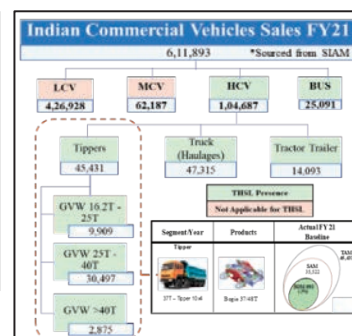 Indian Commercial Vehicles Sales FY21
6,11,893 *Sourced from SIAM
LCV MCV HCV BUS
4,26,928 62,187 1,04,687 25,091
Tippers Truck (Haulages) Tractor Trailer
45,431 47,315 14,093
GVW 16.2T - 25T
9,909
GVW 25T - 40T
30,497
GVW >40T
2,875
THSL Presence
Not Applicable for THSL
Segment/Year Products Actual FY21 Baseline
Tipper
TAM
SAM